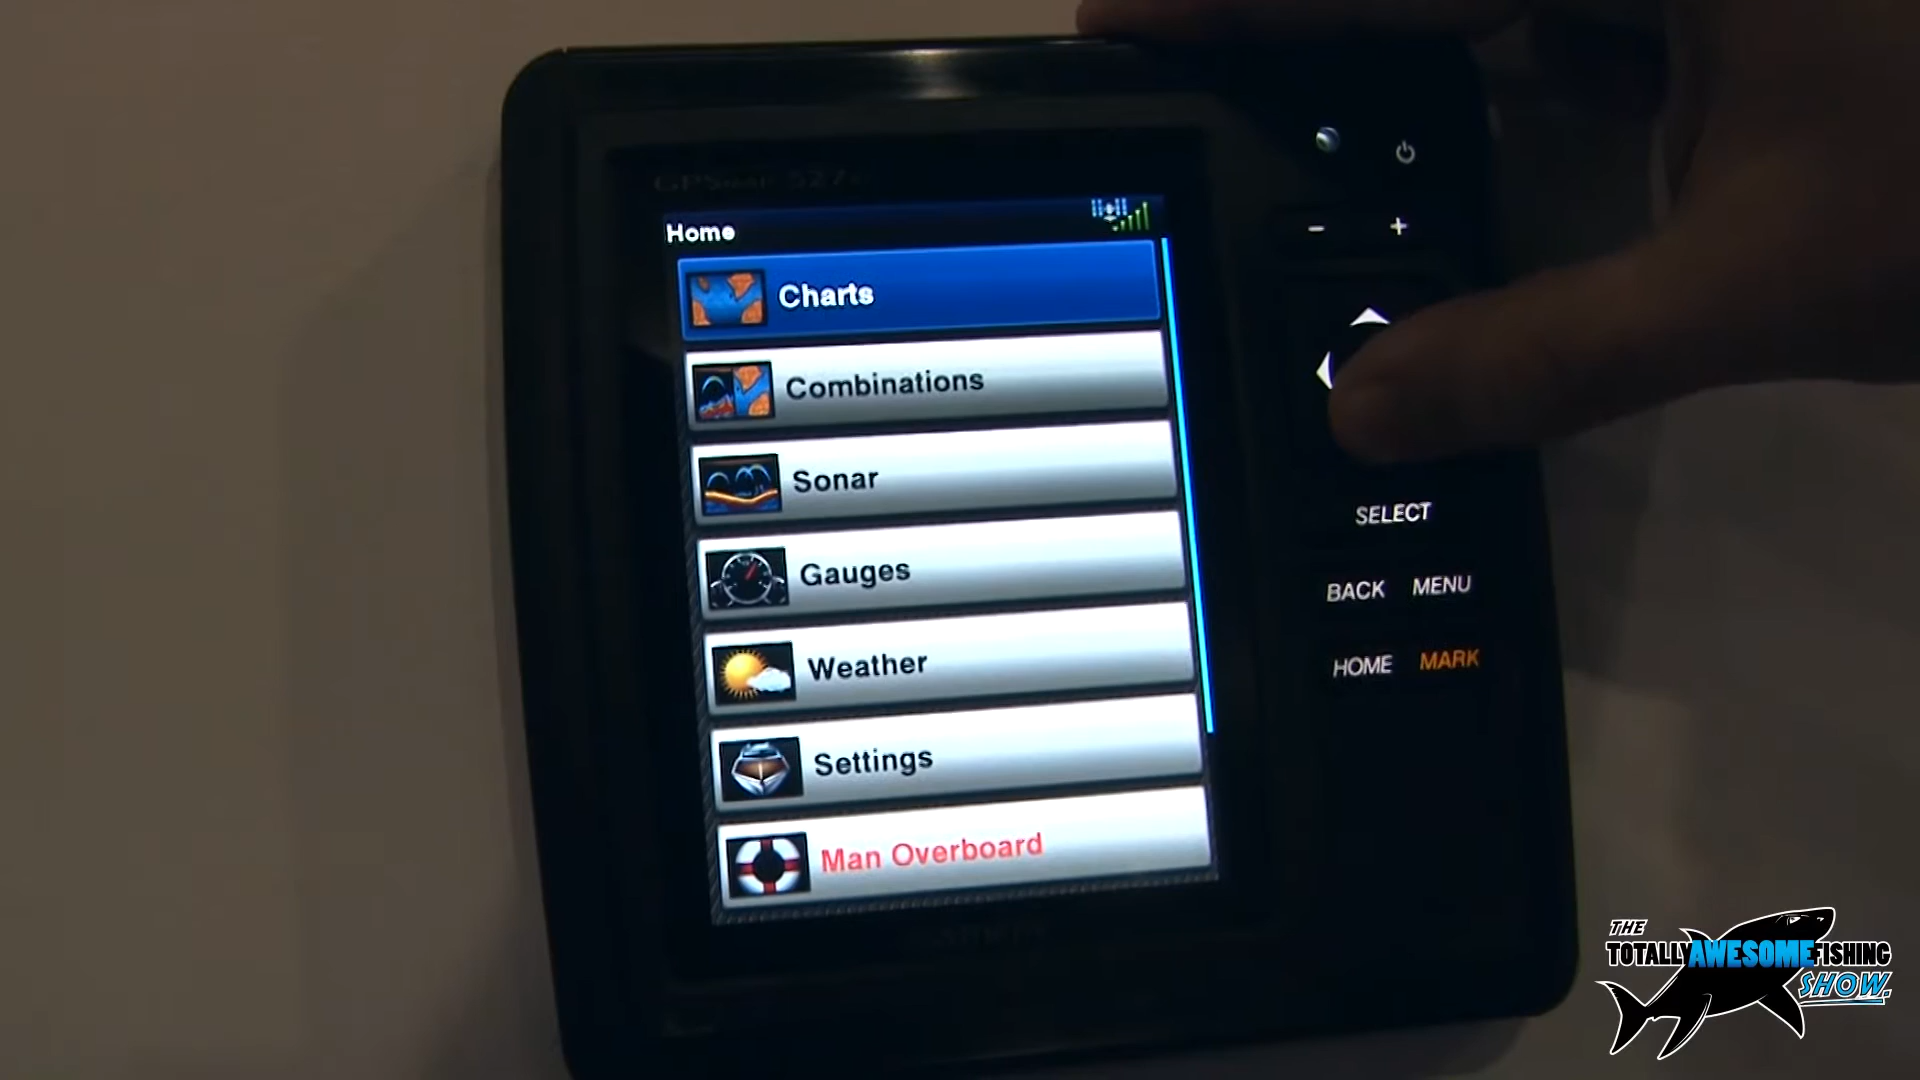 Home
Charts
Combinations
Sonar
Gauges
Weather
Settings
Man Overboard
- +
SELECT
BACK MENU
HOME MARK
THE
TOTALLY AWESOME FISHING
SHOW